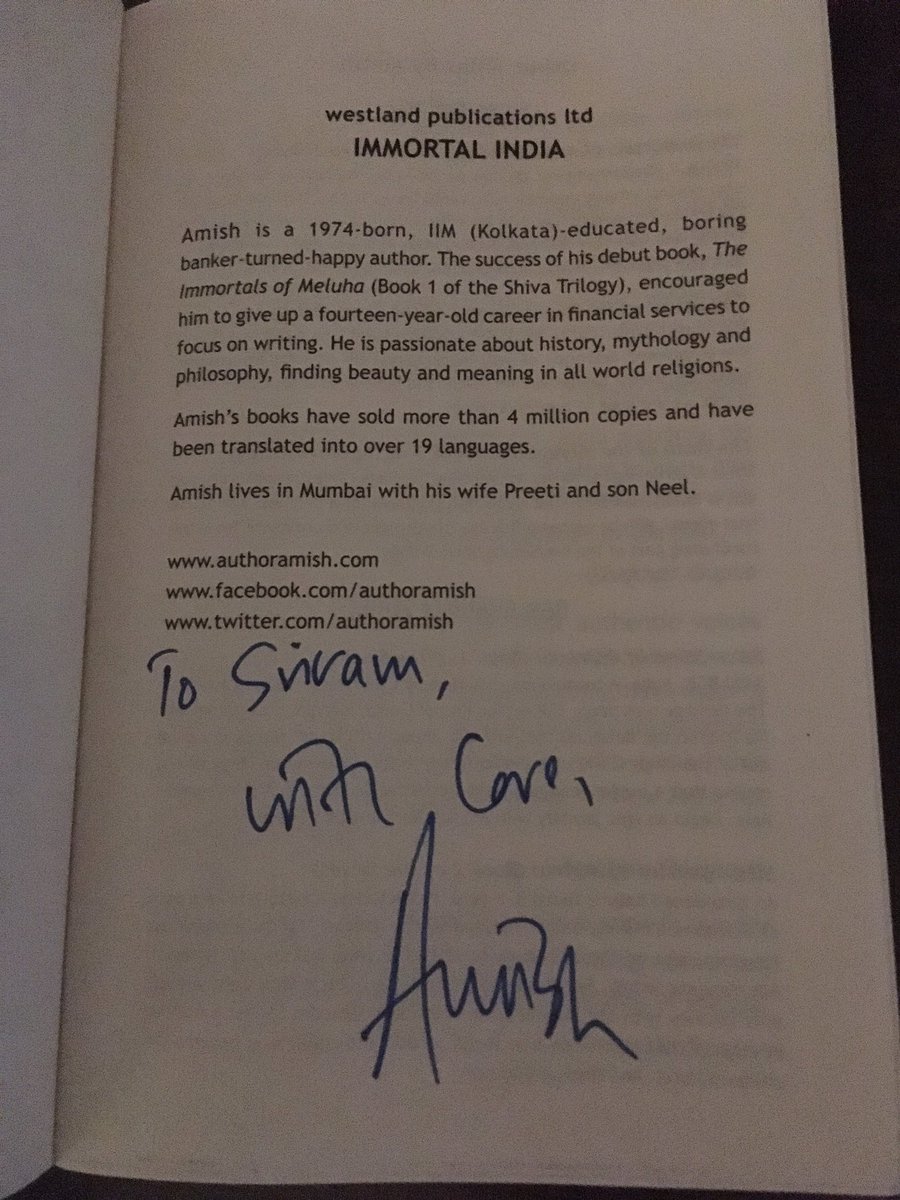 westland publications ltd
IMMORTAL INDIA
Amish is a 1974-born, IIM (Kolkata)-educated, boring
banker-turned-happy author. The success of his debut book, The
Immortals of Meluha (Book 1 of the Shiva Trilogy), encouraged
him to give up a fourteen-year-old career in financial services to
focus on writing. He is passionate about history, mythology and
philosophy, finding beauty and meaning in all world religions.
Amish's books have sold more than 4 million copies and have
been translated into over 19 languages.
Amish lives in Mumbai with his wife Preeti and son Neel.
www.authoramish.com
www.facebook.com/authoramish
www.twitter.com/authoramish
To Sriram,
with Care,
Amish